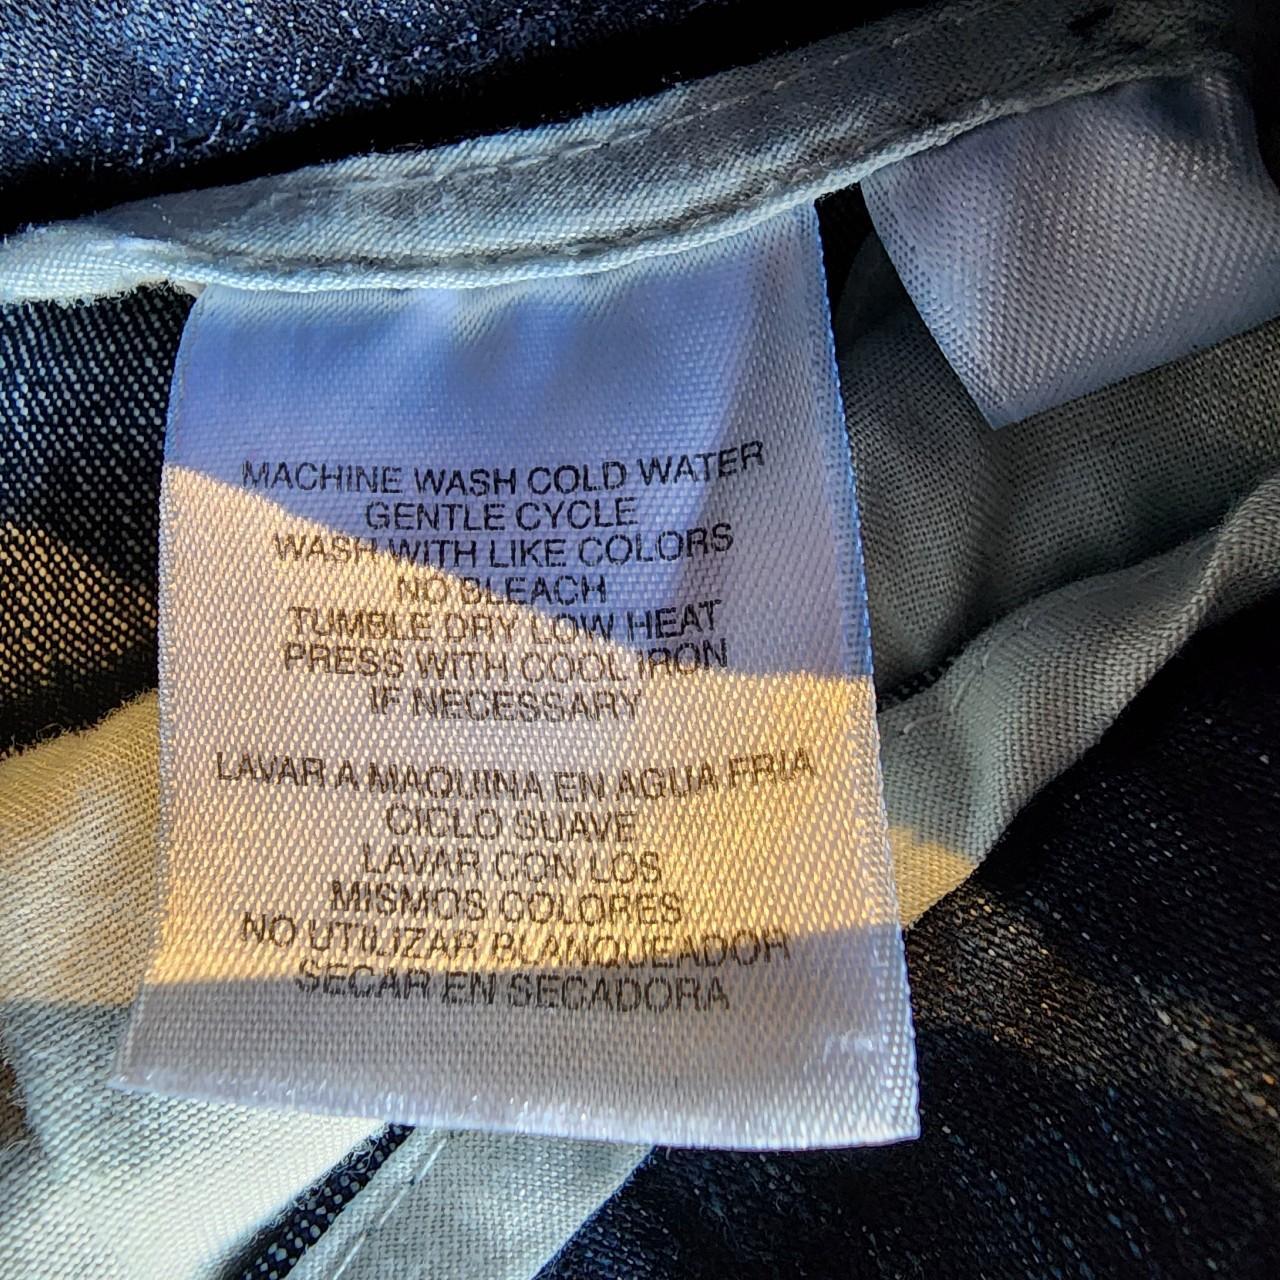 MACHINE WASH COLD WATER
GENTLE CYCLE
WASH WITH LIKE COLORS
NO BLEACH
TUMBLE DRY LOW HEAT
PRESS WITH COOL IRON
IF NECESSARY
LAVAR A MAQUINA EN AGUA FRIA
CICLO SUAVE
LAVAR CON LOS
MISMOS COLORES
NO UTILIZAR BLANQUEADOR
SECAR EN SECADORA